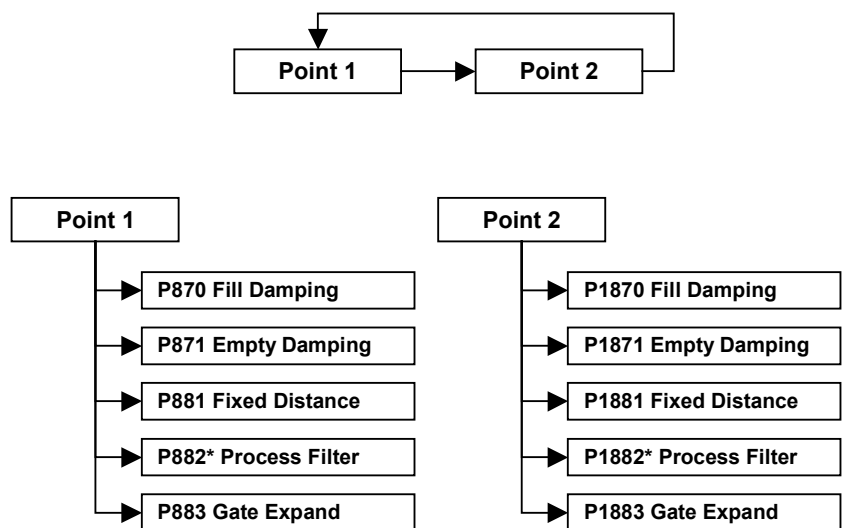 Point 1
Point 2
Point 1
P870 Fill Damping
P871 Empty Damping
P881 Fixed Distance
P882* Process Filter
P883 Gate Expand
Point 2
P1870 Fill Damping
P1871 Empty Damping
P1881 Fixed Distance
P1882* Process Filter
P1883 Gate Expand